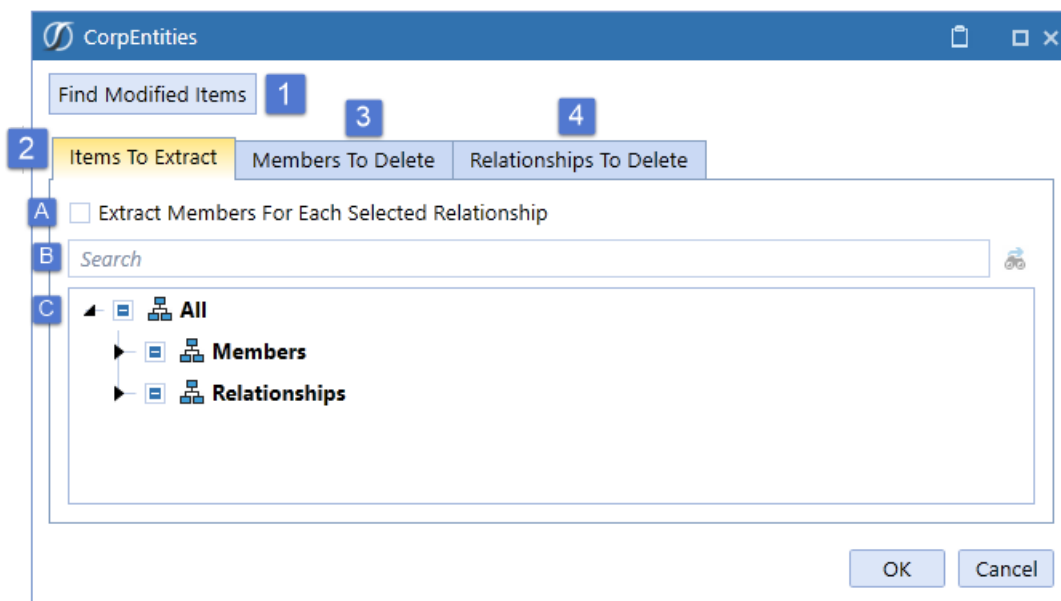 CorpEntities
Find Modified Items 1
3 4
2 Items To Extract Members To Delete Relationships To Delete
A Extract Members For Each Selected Relationship
B Search
C All
Members
Relationships
OK Cancel